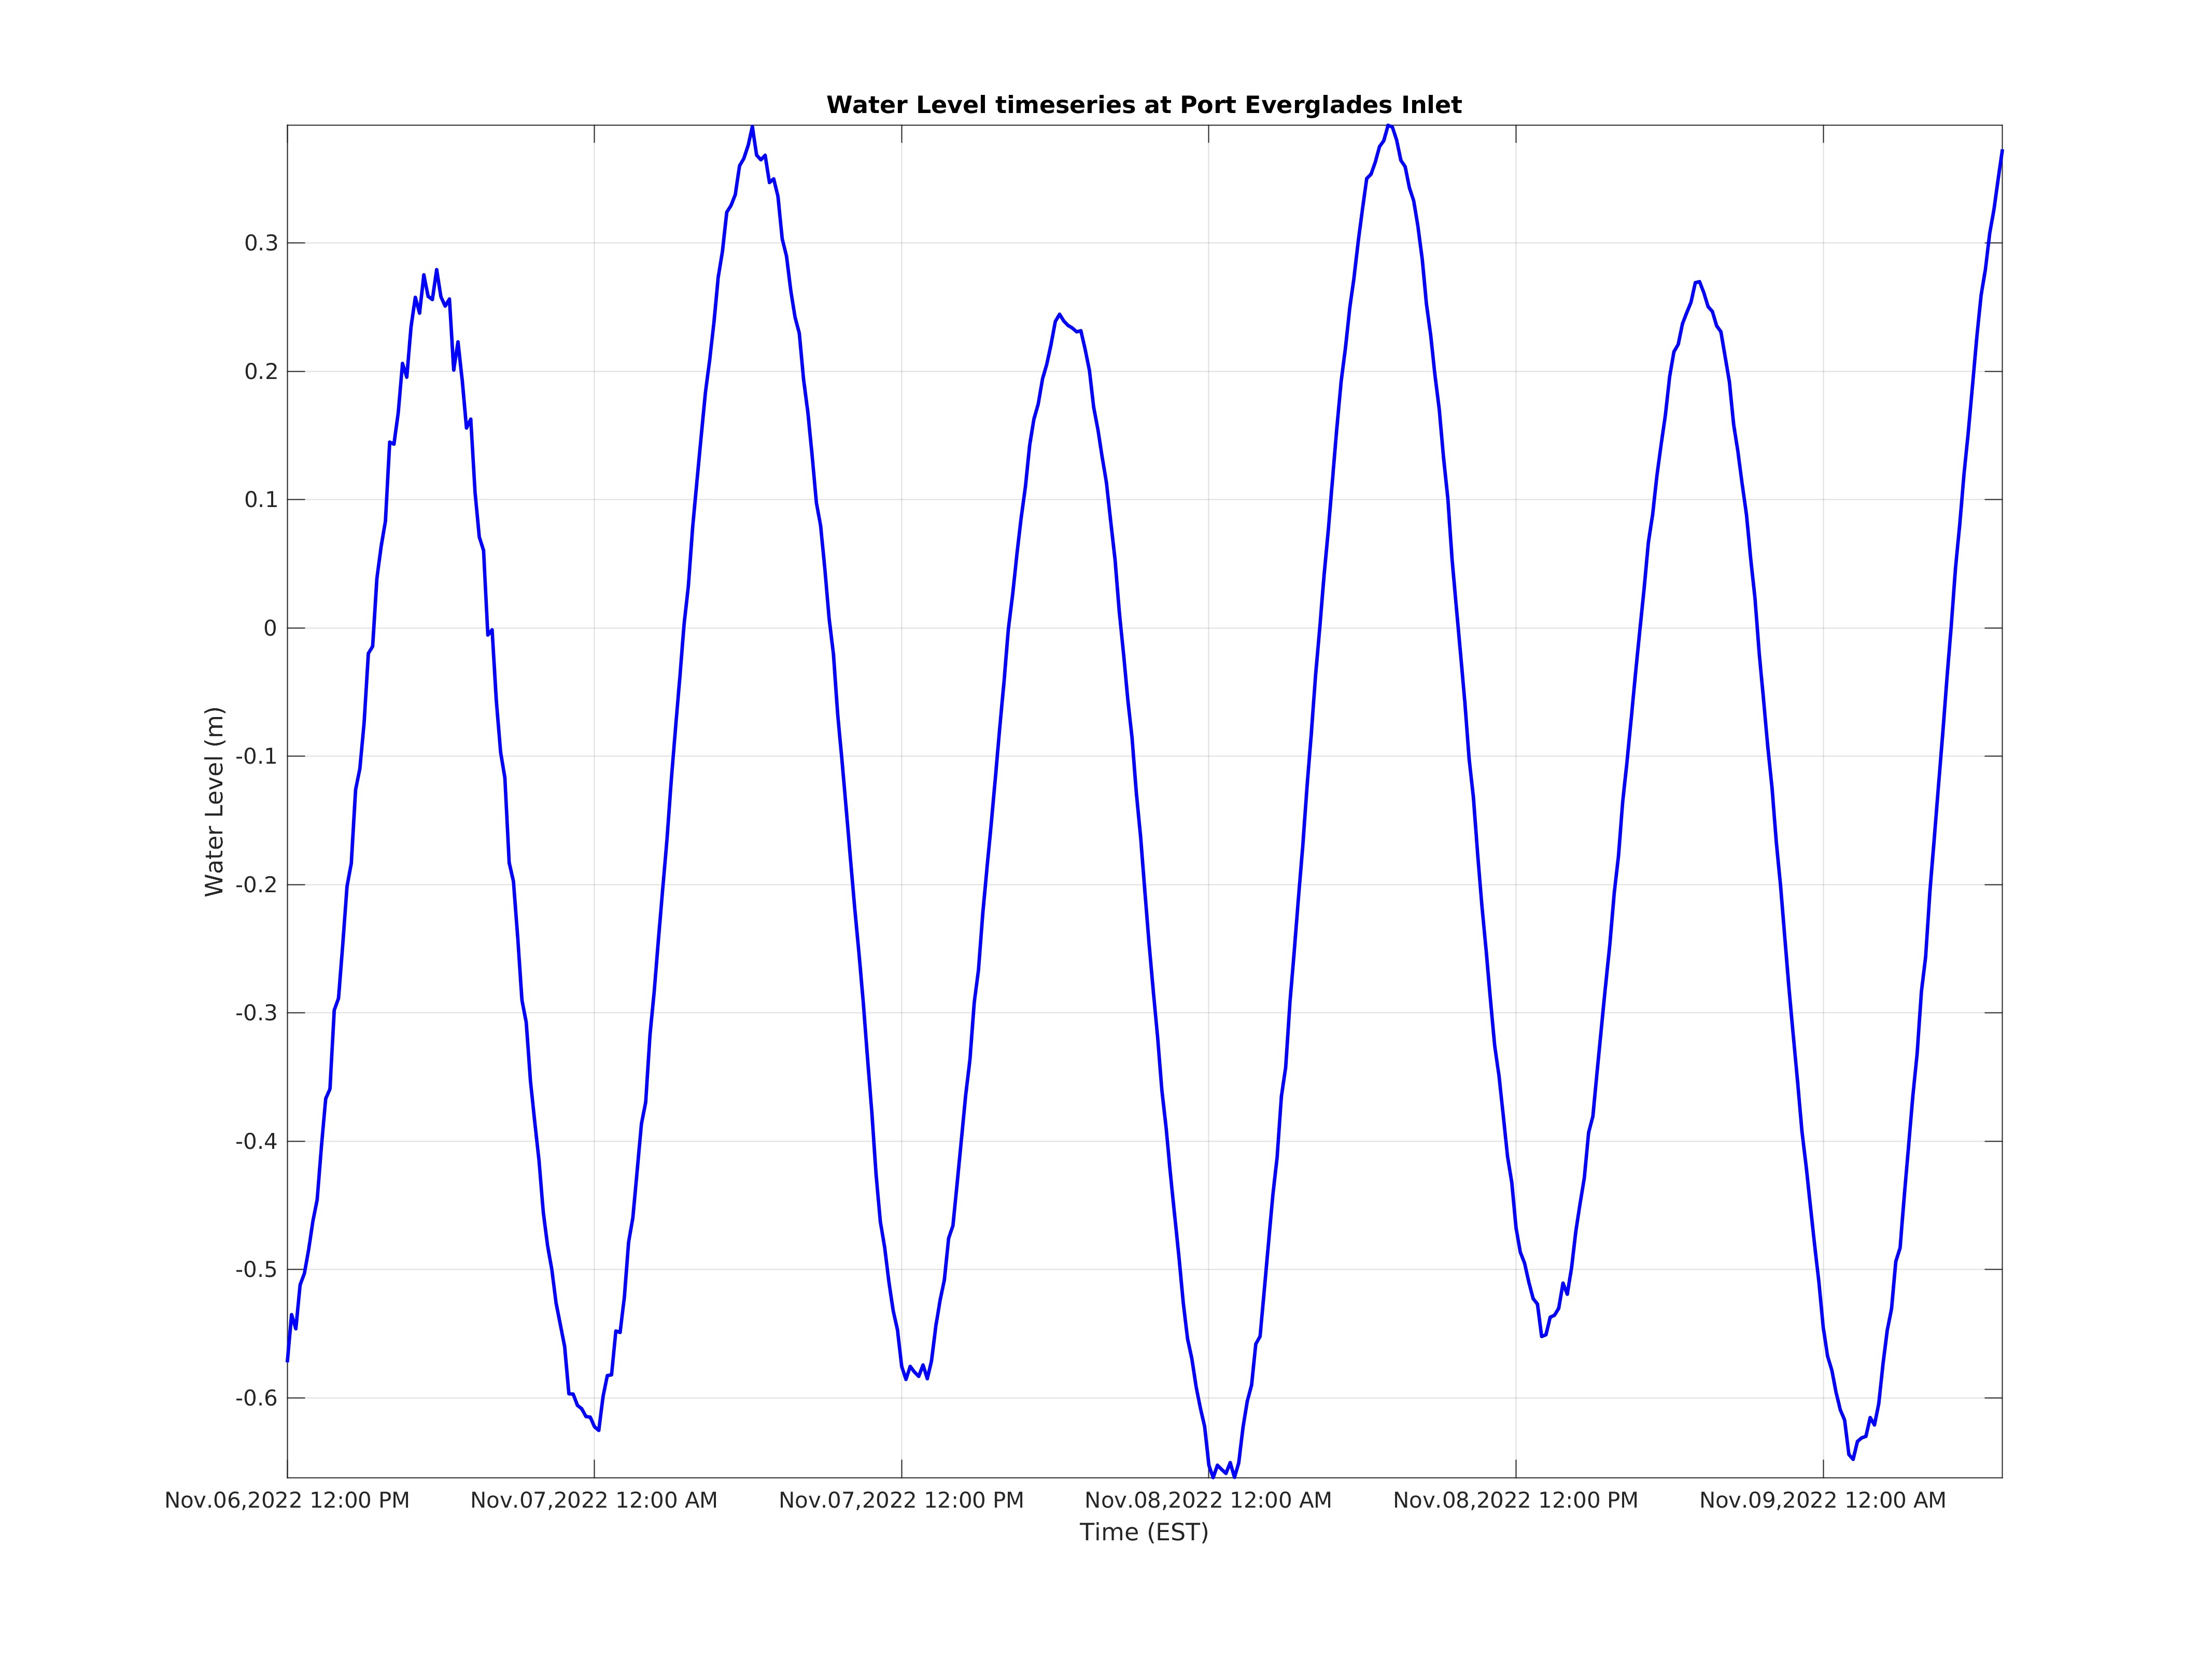 Water Level timeseries at Port Everglades Inlet
0.3
0.2
0.1
0
-0.1
-0.2
-0.3
-0.4
-0.5
-0.6
Water Level (m)
Nov.06,2022 12:00 PM Nov.07,2022 12:00 AM Nov.07,2022 12:00 PM Nov.08,2022 12:00 AM Nov.08,2022 12:00 PM Nov.09,2022 12:00 AM
Time (EST)